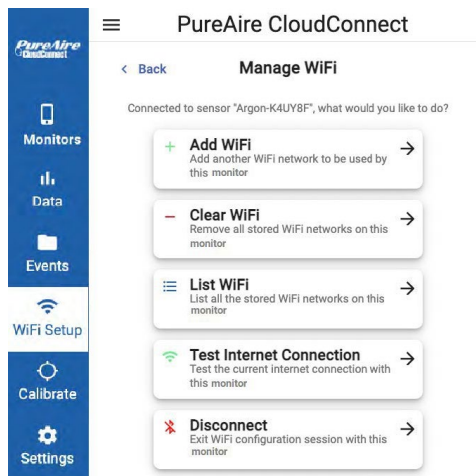 PureAire CloudConnect
PureAire
CloudConnect
< Back
Manage WiFi
Connected to sensor "Argon-K4UY8F", what would you like to do?
Monitors
Data
Events
WiFi Setup
Calibrate
Settings
Add WiFi
Add another WiFi network to be used by
this monitor
Clear WiFi
Remove all stored WiFi networks on this
monitor
List WiFi
List all the stored WiFi networks on this
monitor
Test Internet Connection
Test the current internet connection with
this monitor
Disconnect
Exit WiFi configuration session with this
monitor